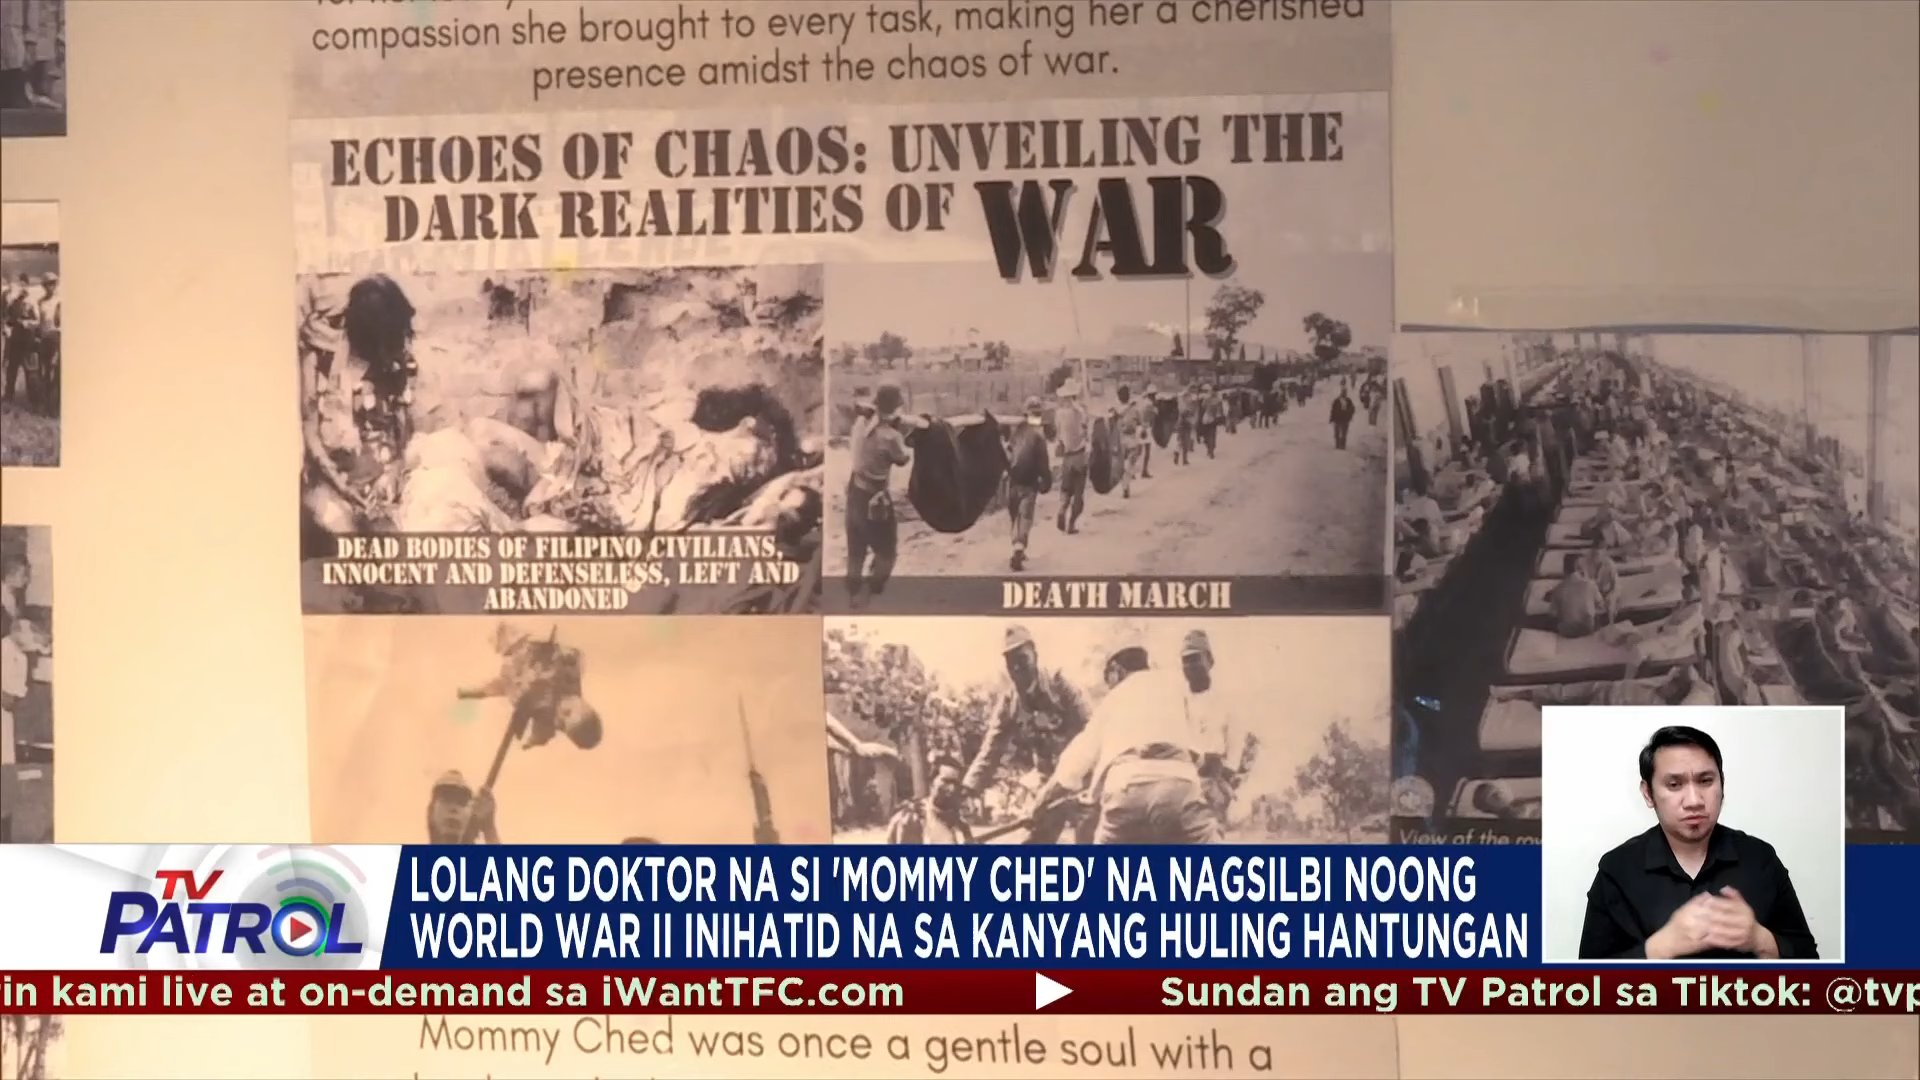 compassion she brought to every task, making her a cherished
presence amidst the chaos of war.
ECHOES OF CHAOS: UNVEILING THE
DARK REALITIES OF WAR
DEAD BODIES OF FILIPINO CIVILIANS,
INNOCENT AND DEFENSELESS, LEFT AND
ABANDONED
DEATH MARCH
View of the
TV
PATROL
LOLANG DOKTOR NA SI 'MOMMY CHED' NA NAGSILBI NOONG
WORLD WAR II INIHATID NA SA KANYANG HULING HANTUNGAN
rin kami live at on-demand sa iWantTFC.com
Sundan ang TV Patrol sa Tiktok: @tvp
Mommy Ched was once a gentle soul with a